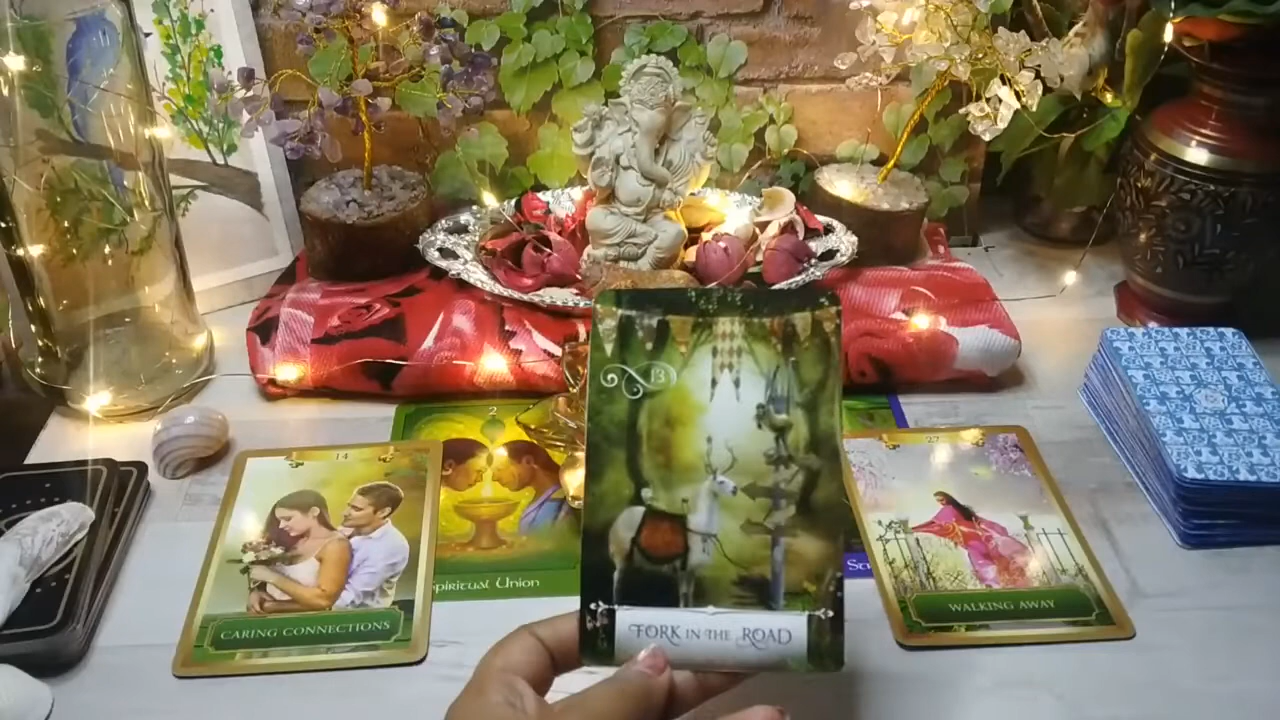 2
14
13
27
Spiritual Union
CARING CONNECTIONS
FORK IN THE ROAD
WALKING AWAY